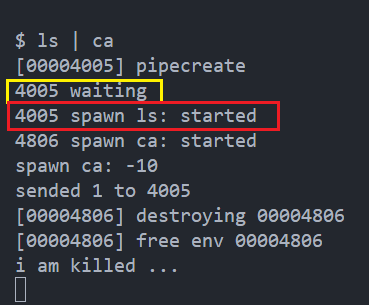 $ ls | ca
[00004005] pipecreate
4005 waiting
4005 spawn ls: started
4806 spawn ca: started
spawn ca: -10
sended 1 to 4005
[00004806] destroying 00004806
[00004806] free env 00004806
i am killed ...